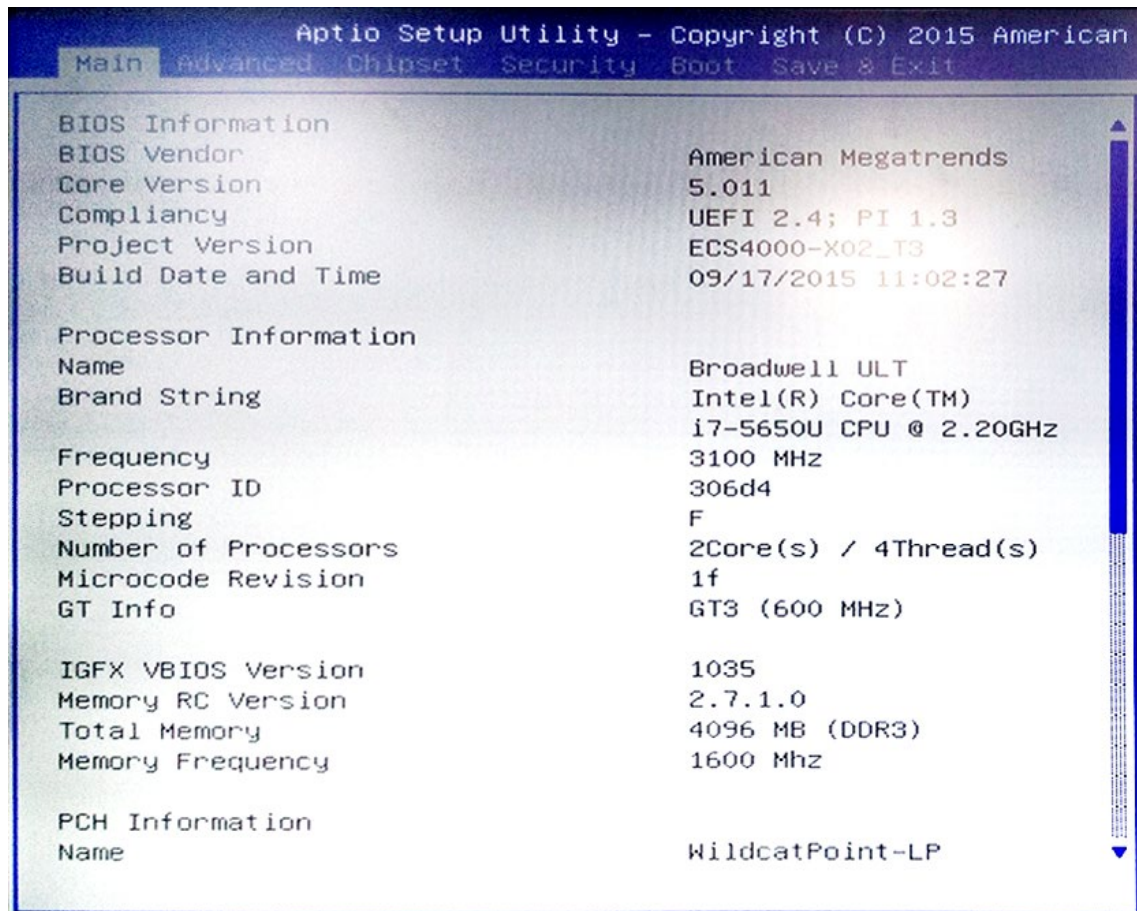 Aptio Setup Utility – Copyright (C) 2015 American
Main Advanced Chipset Security Boot Save & Exit
BIOS Information
BIOS Vendor American Megatrends
Core Version 5.011
Compliancy UEFI 2.4; PI 1.3
Project Version ECS4000-X02_T3
Build Date and Time 09/17/2015 11:02:27
Processor Information
Name Broadwell ULT
Brand String Intel(R) Core(TM)
i7-5650U CPU @ 2.20GHz
Frequency 3100 MHz
Processor ID 306d4
Stepping F
Number of Processors 2Core(s) / 4Thread(s)
Microcode Revision 1f
GT Info GT3 (600 MHz)
IGFX VBIOS Version 1035
Memory RC Version 2.7.1.0
Total Memory 4096 MB (DDR3)
Memory Frequency 1600 Mhz
PCH Information
Name WildcatPoint-LP